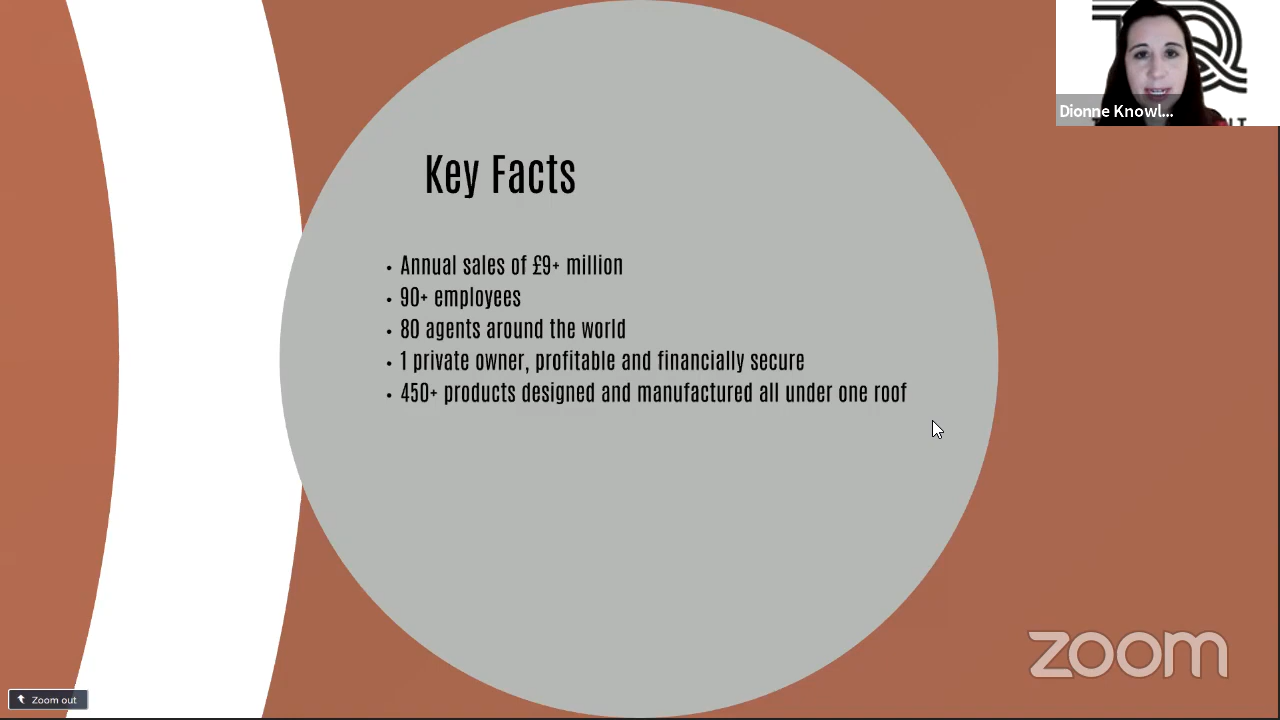 Dionne Knowl...
Key Facts
• Annual sales of £9+ million
• 90+ employees
• 80 agents around the world
• 1 private owner, profitable and financially secure
• 450+ products designed and manufactured all under one roof
zoom
Zoom out